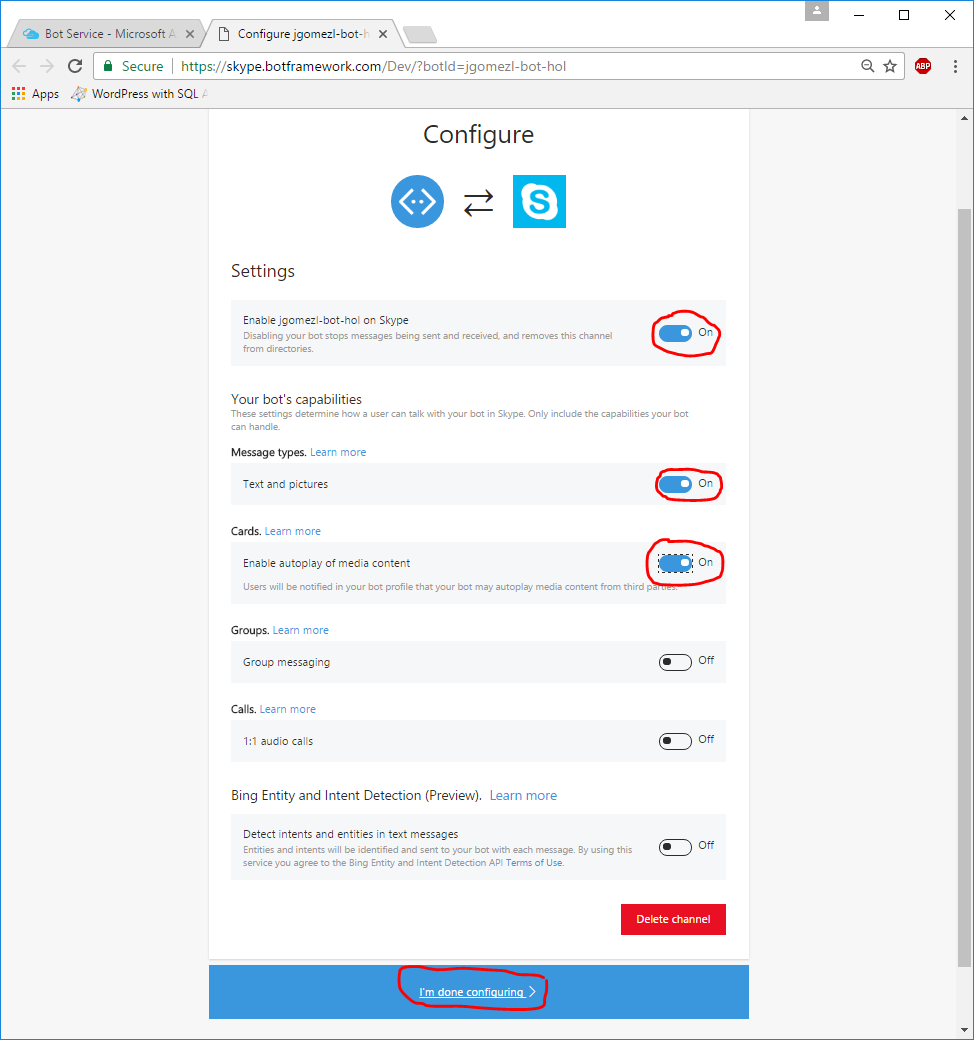 Bot Service - Microsoft A
Configure jgomezl-bot-h
Secure
https://skype.botframework.com/Dev/?botId=jgomezl-bot-hol
ABP
Apps
WordPress with SQL A
Configure
Settings
Enable jgomezl-bot-hol on Skype
On
Disabling your bot stops messages being sent and received, and removes this channel
from directories.
Your bot's capabilities
These settings determine how a user can talk with your bot in Skype. Only include the capabilities your bot
can handle.
Message types. Learn more
Text and pictures
On
Cards. Learn more
Enable autoplay of media content
On
Users will be notified in your bot profile that your bot may autoplay media content from third parties.
Groups. Learn more
Group messaging
Off
Calls. Learn more
1:1 audio calls
Off
Bing Entity and Intent Detection (Preview). Learn more
Detect intents and entities in text messages
Off
Entities and intents will be identified and sent to your bot with each message. By using this
service you agree to the Bing Entity and Intent Detection API Terms of Use.
Delete channel
I'm done configuring